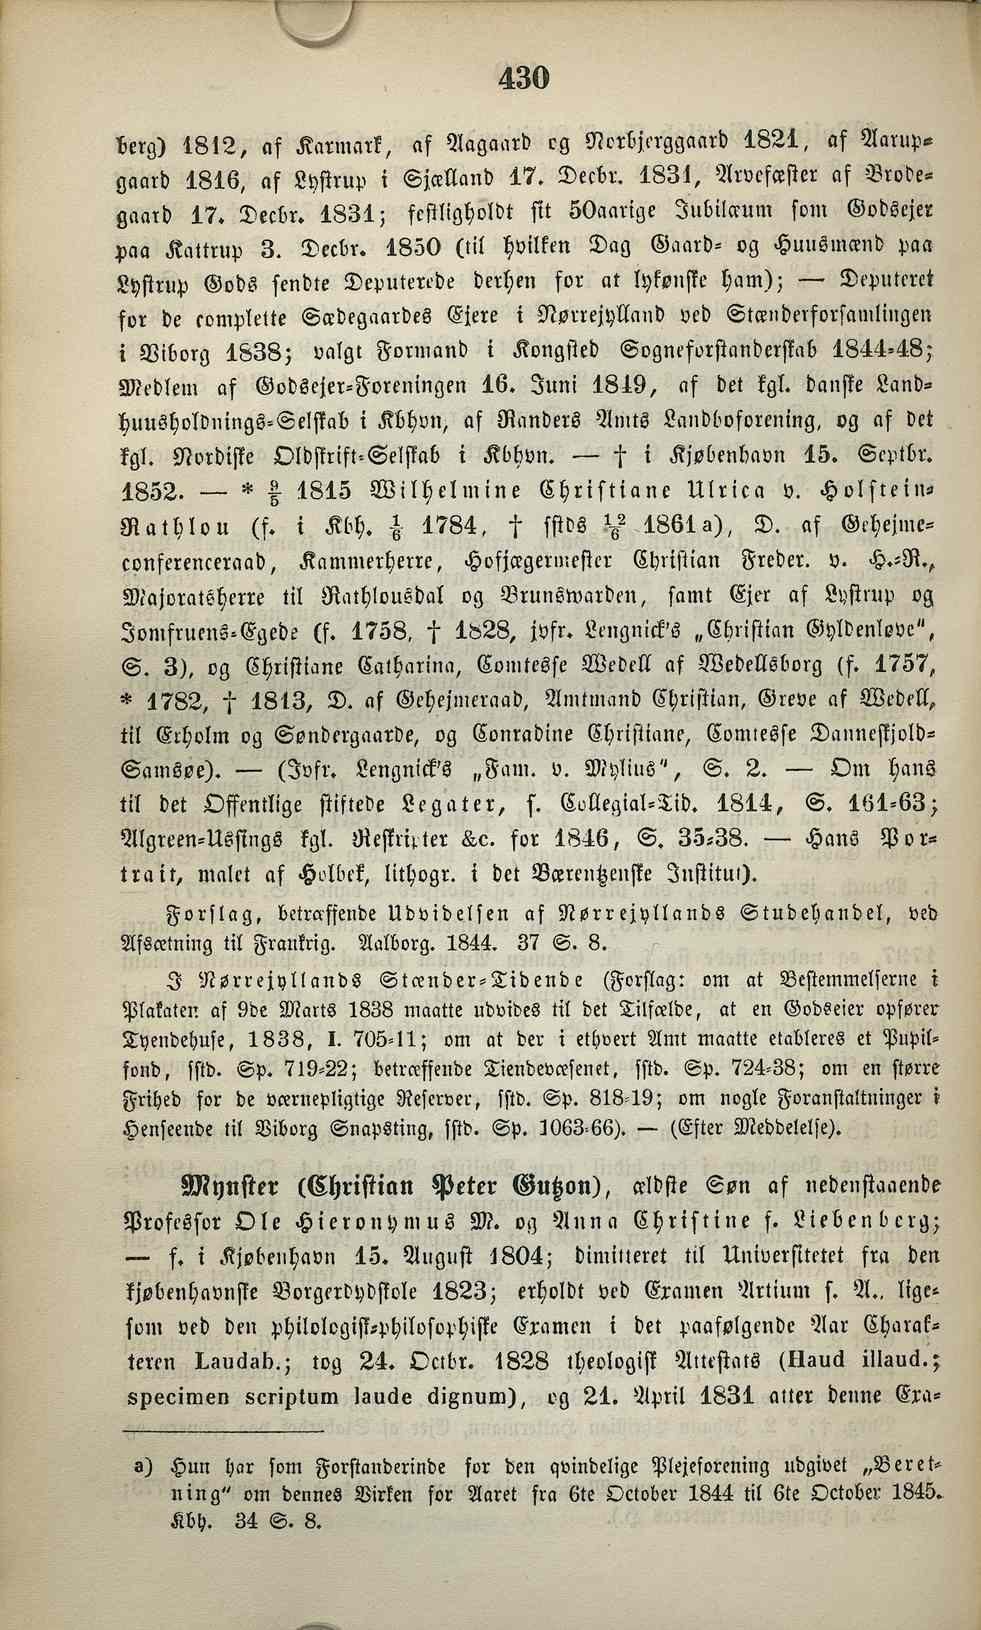 430
berg) 1812, af Karmark, af Aagaard og Norbjerggaard 1821, af Aarup=
gaard 1816, af Lystrup i Sjælland 17. Decbr. 1831, Arvefæster af Brode=
gaard 17. Decbr. 1831; festligholdt sit 50aarige Jubilæum som Godsejer
paa Kattrup 3. Decbr. 1850 (til hvilken Dag Gaard= og Huusmænd paa
Lystrup Gods sendte Deputerede derhen for at lykønske ham); — Deputeret
for de complette Sædegaardes Ejere i Nørrejylland ved Stænderforsamlingen
i Viborg 1838; valgt Formand i Kongsted Sogneforstanderskab 1844=48;
Medlem af Godsejer=Foreningen 16. Juni 1849, af det kgl. danske Land=
huusholdnings=Selskab i Kbhvn, af Randers Amts Landboforening, og af det
kgl. Nordiske Oldskrift=Selskab i Kbhvn. — † i Kjøbenhavn 15. Septbr.
1852. — * 9/5 1815 Wilhelmine Christiane Ulrica v. Holstein=
Rathlou (f. i Kbh. 1/6 1784, † sstds 12/6 1861a), D. af Gehejme=
conferenceraad, Kammerherre, Hofjægermester Christian Freder. v. H.=R.,
Majoratsherre til Rathlousdal og Brunswarden, samt Ejer af Lystrup og
Jomfruens=Egede (f. 1758, † 1828, jvfr. Lengnick's „Christian Gyldenløve",
S. 3), og Christiane Catharina, Comtesse Wedell af Wedellsborg (f. 1757,
* 1782, † 1813, D. af Gehejmeraad, Amtmand Christian, Greve af Wedell,
til Erholm og Søndergaarde, og Conradine Christiane, Comtesse Danneskjold=
Samsøe). — (Jvfr. Lengnick's „Fam. v. Mylius", S. 2. — Om hans
til det Offentlige stiftede Legater, s. Collegial=Tid. 1814, S. 161=63;
Algreen=Ussings kgl. Reskripter &c. for 1846, S. 35=38. — Hans Por=
trait, malet af Holbek, lithogr. i det Bærentzenske Institut).
Forslag, betræffende Udvidelsen af Nørrejyllands Studehandel, ved
Afsætning til Frankrig. Aalborg. 1844. 37 S. 8.
I Nørrejyllands Stænder=Tidende (Forslag: om at Bestemmelserne i
Plakaten af 9de Marts 1838 maatte udvides til det Tilfælde, at en Godseier opfører
Tyendehuse, 1838, I. 705=11; om at der i ethvert Amt maatte etableres et Pupil=
fond, sstd. Sp. 719=22; betræffende Tiendevæsenet, sstd. Sp. 724=38; om en større
Frihed for de værnepligtige Reserver, sstd. Sp. 818=19; om nogle Foranstaltninger i
Henseende til Viborg Snapsting, sstd. Sp. 1063=66). — (Efter Meddelelse).
Mynster (Christian Peter Gutzon), ældste Søn af nedenstaaende
Professor Ole Hieronymus M. og Anna Christine f. Liebenberg;
— f. i Kjøbenhavn 15. August 1804; dimitteret til Universitetet fra den
kjøbenhavnske Borgerdydskole 1823; erholdt ved Examen Artium s. A., lige=
som ved den philologisk=philosophiske Examen i det paafølgende Aar Charak=
teren Laudab.; tog 24. Octbr. 1828 theologisk Attestats (Haud illaud.;
specimen scriptum laude dignum), og 21. April 1831 atter denne Exa=
a) Hun har som Forstanderinde for den qvindelige Plejeforening udgivet „Beret=
ning" om dennes Virken for Aaret fra 6te October 1844 til 6te October 1845.
Kbh. 34 S. 8.